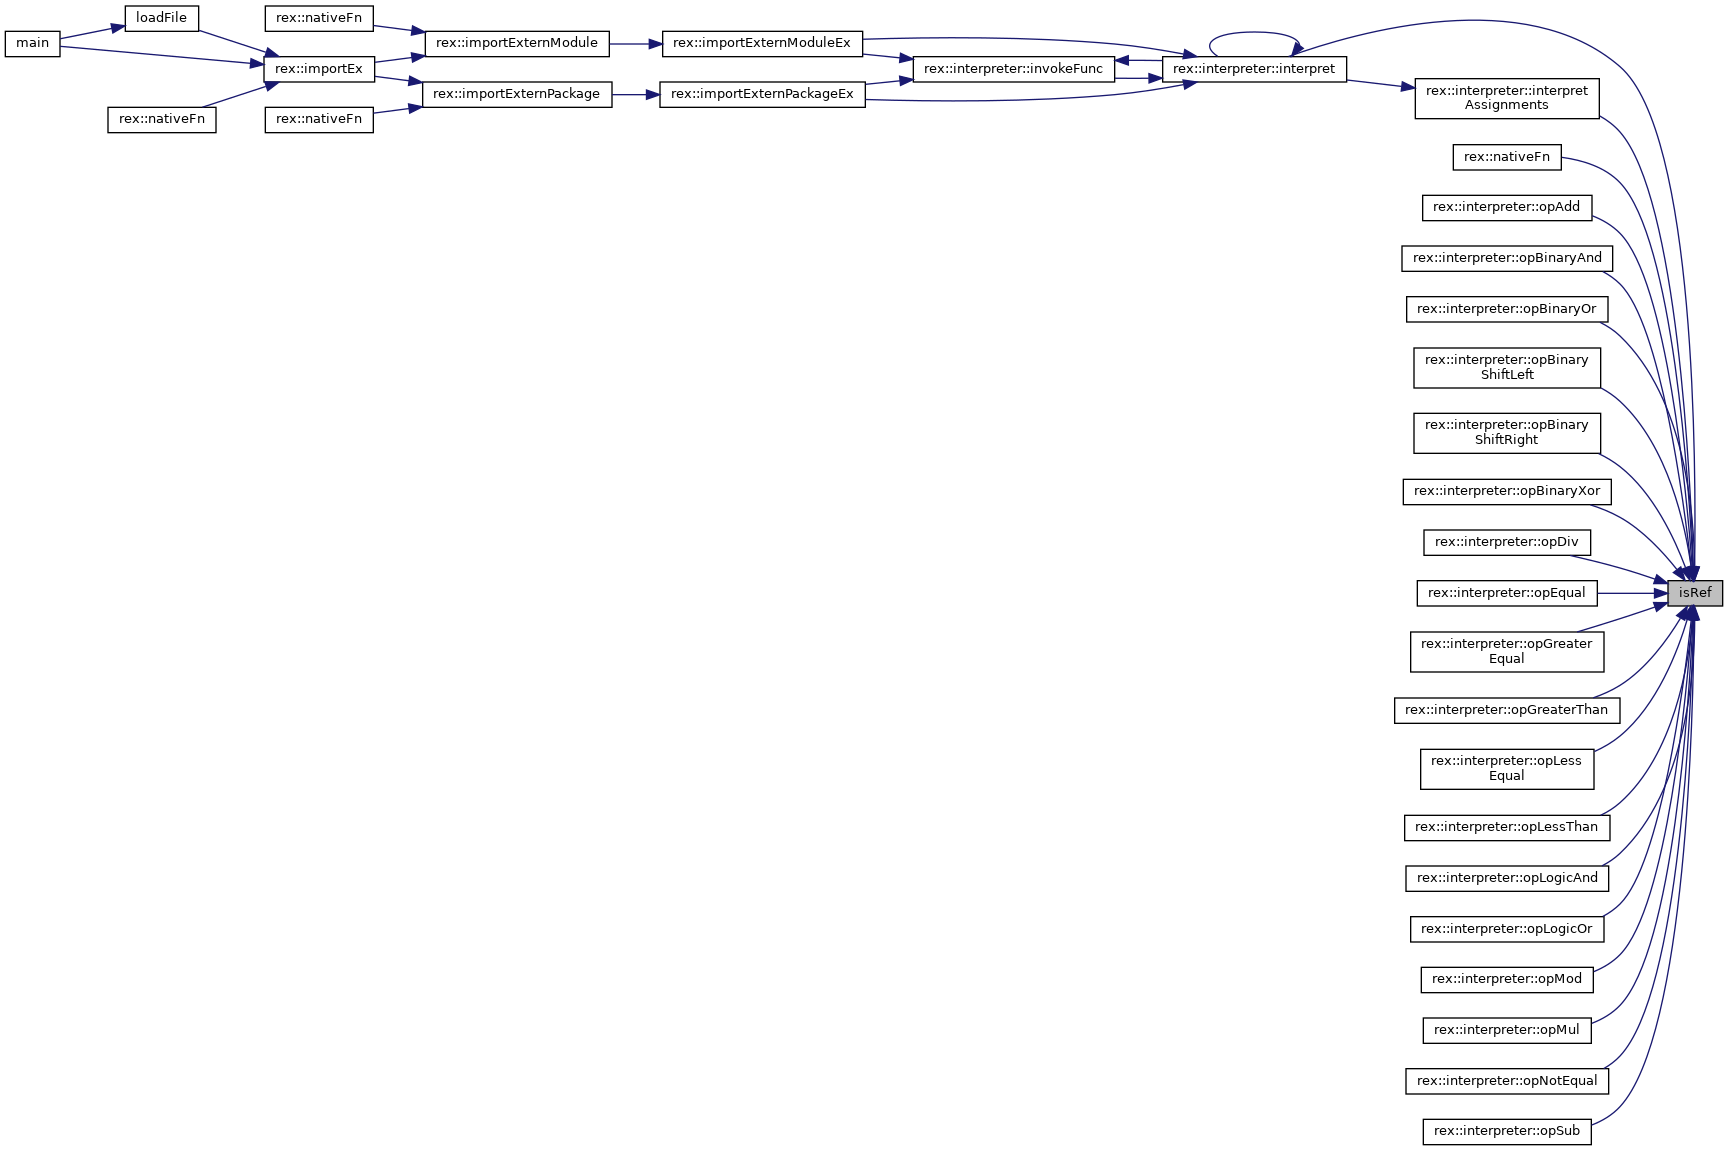 main
loadFile
rex::nativeFn
rex::importEx
rex::nativeFn
rex::nativeFn
rex::importExternModule
rex::importExternPackage
rex::importExternModuleEx
rex::importExternPackageEx
rex::interpreter::invokeFunc
rex::interpreter::interpret
rex::interpreter::interpret
Assignments
rex::nativeFn
rex::interpreter::opAdd
rex::interpreter::opBinaryAnd
rex::interpreter::opBinaryOr
rex::interpreter::opBinary
ShiftLeft
rex::interpreter::opBinary
ShiftRight
rex::interpreter::opBinaryXor
rex::interpreter::opDiv
rex::interpreter::opEqual
isRef
rex::interpreter::opGreater
Equal
rex::interpreter::opGreaterThan
rex::interpreter::opLess
Equal
rex::interpreter::opLessThan
rex::interpreter::opLogicAnd
rex::interpreter::opLogicOr
rex::interpreter::opMod
rex::interpreter::opMul
rex::interpreter::opNotEqual
rex::interpreter::opSub